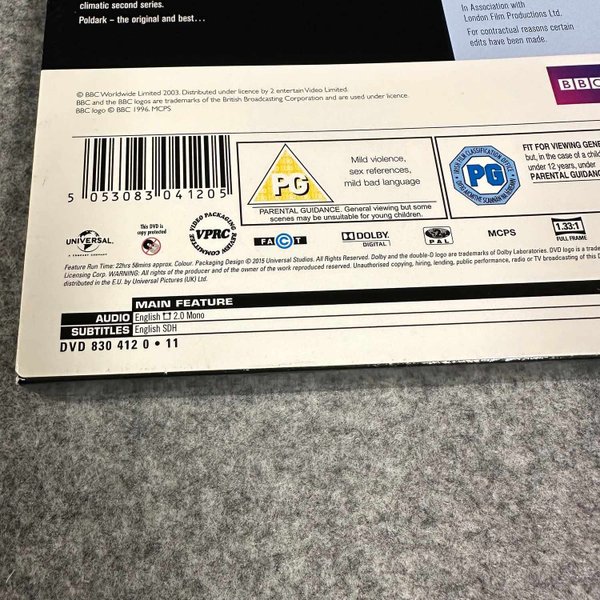 climatic second series.
Poldark – the original and best...
In Association with
London Film Productions Ltd.
For contractual reasons certain
edits have been made.
© BBC Worldwide Limited 2003. Distributed under licence by 2 entertain Video Limited.
BBC and the BBC logos are trademarks of the British Broadcasting Corporation and are used under licence.
BBC logo © BBC 1996. MCPS
BBC
5 053083 041205
PG
PARENTAL GUIDANCE. General viewing but some
scenes may be unsuitable for young children.
Mild violence,
sex references,
mild bad language
PG
FIT FOR VIEWING GENE
but, in the case of a child
under 12 years, under
PARENTAL GUIDANC
UNIVERSAL
A COMCAST COMPANY
This DVD is
copy protected
VIDEO PACKAGING REVIEW COMMITTEE
VPRC
FACT
DOLBY
DIGITAL
PAL
MCPS
1.33:1
FULL FRAME
Feature Run Time: 22hrs 58mins approx. Colour. Packaging Design © 2015 Universal Studios. All Rights Reserved. Dolby and the double-D logo are trademarks of Dolby Laboratories. DVD logo is a trade
Licensing Corp. WARNING: All rights of the producer and of the owner of the work reproduced reserved. Unauthorised copying, hiring, lending, public performance, radio or TV broadcasting of this D
distributed in the E.U. by Universal Pictures (UK) Ltd.
MAIN FEATURE
AUDIO English 2.0 Mono
SUBTITLES English SDH
DVD 830 412 0 • 11